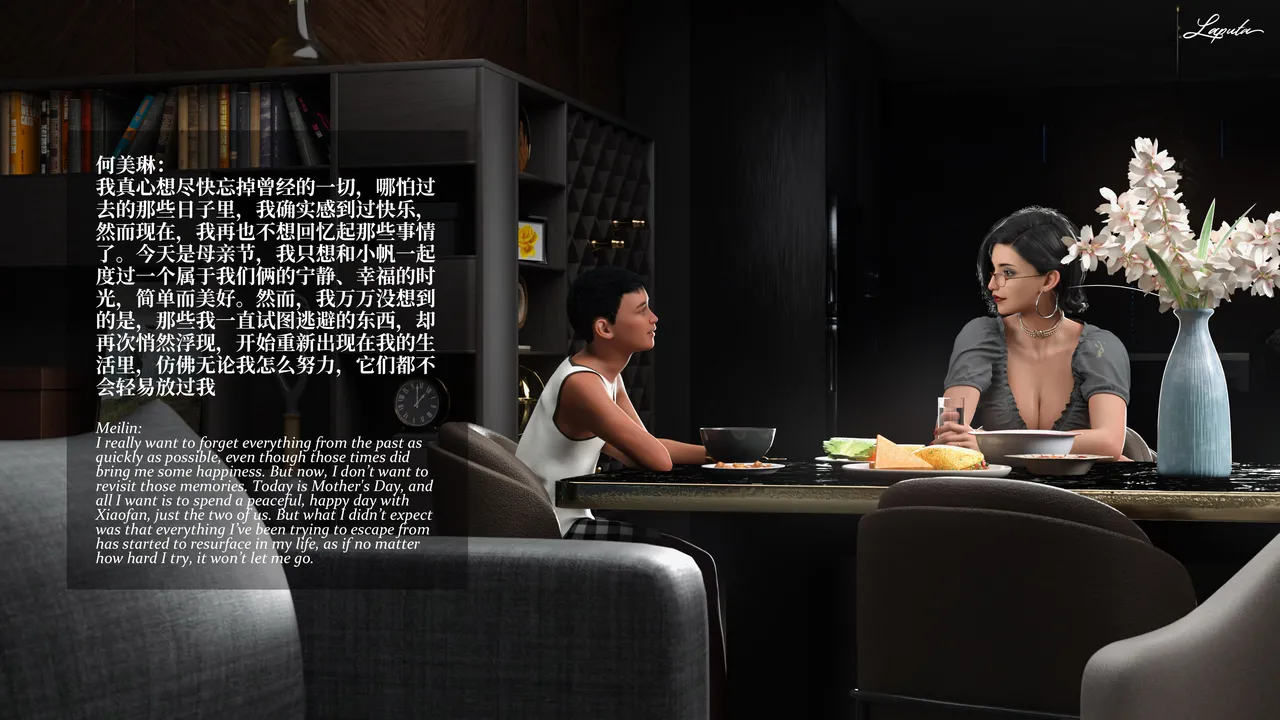 Laputa
何美琳:
我真心想尽快忘掉曾经的一切，哪怕过
去的那些日子里，我确实感到过快乐，
然而现在，我再也不想回忆起那些事情
了。今天是母亲节，我只想和小帆一起
度过一个属于我们俩的宁静、幸福的时
光，简单而美好。然而，我万万没想到
的是，那些我一直试图逃避的东西，却
再次悄然浮现，开始重新出现在我的生
活里，仿佛无论我怎么努力，它们都不
会轻易放过我
Meilin:
I really want to forget everything from the past as
quickly as possible, even though those times did
bring me some happiness. But now, I don't want to
revisit those memories. Today is Mother's Day, and
all I want is to spend a peaceful, happy day with
Xiaofan, just the two of us. But what I didn't expect
was that everything I've been trying to escape from
has started to resurface in my life, as if no matter
how hard I try, it won't let me go.